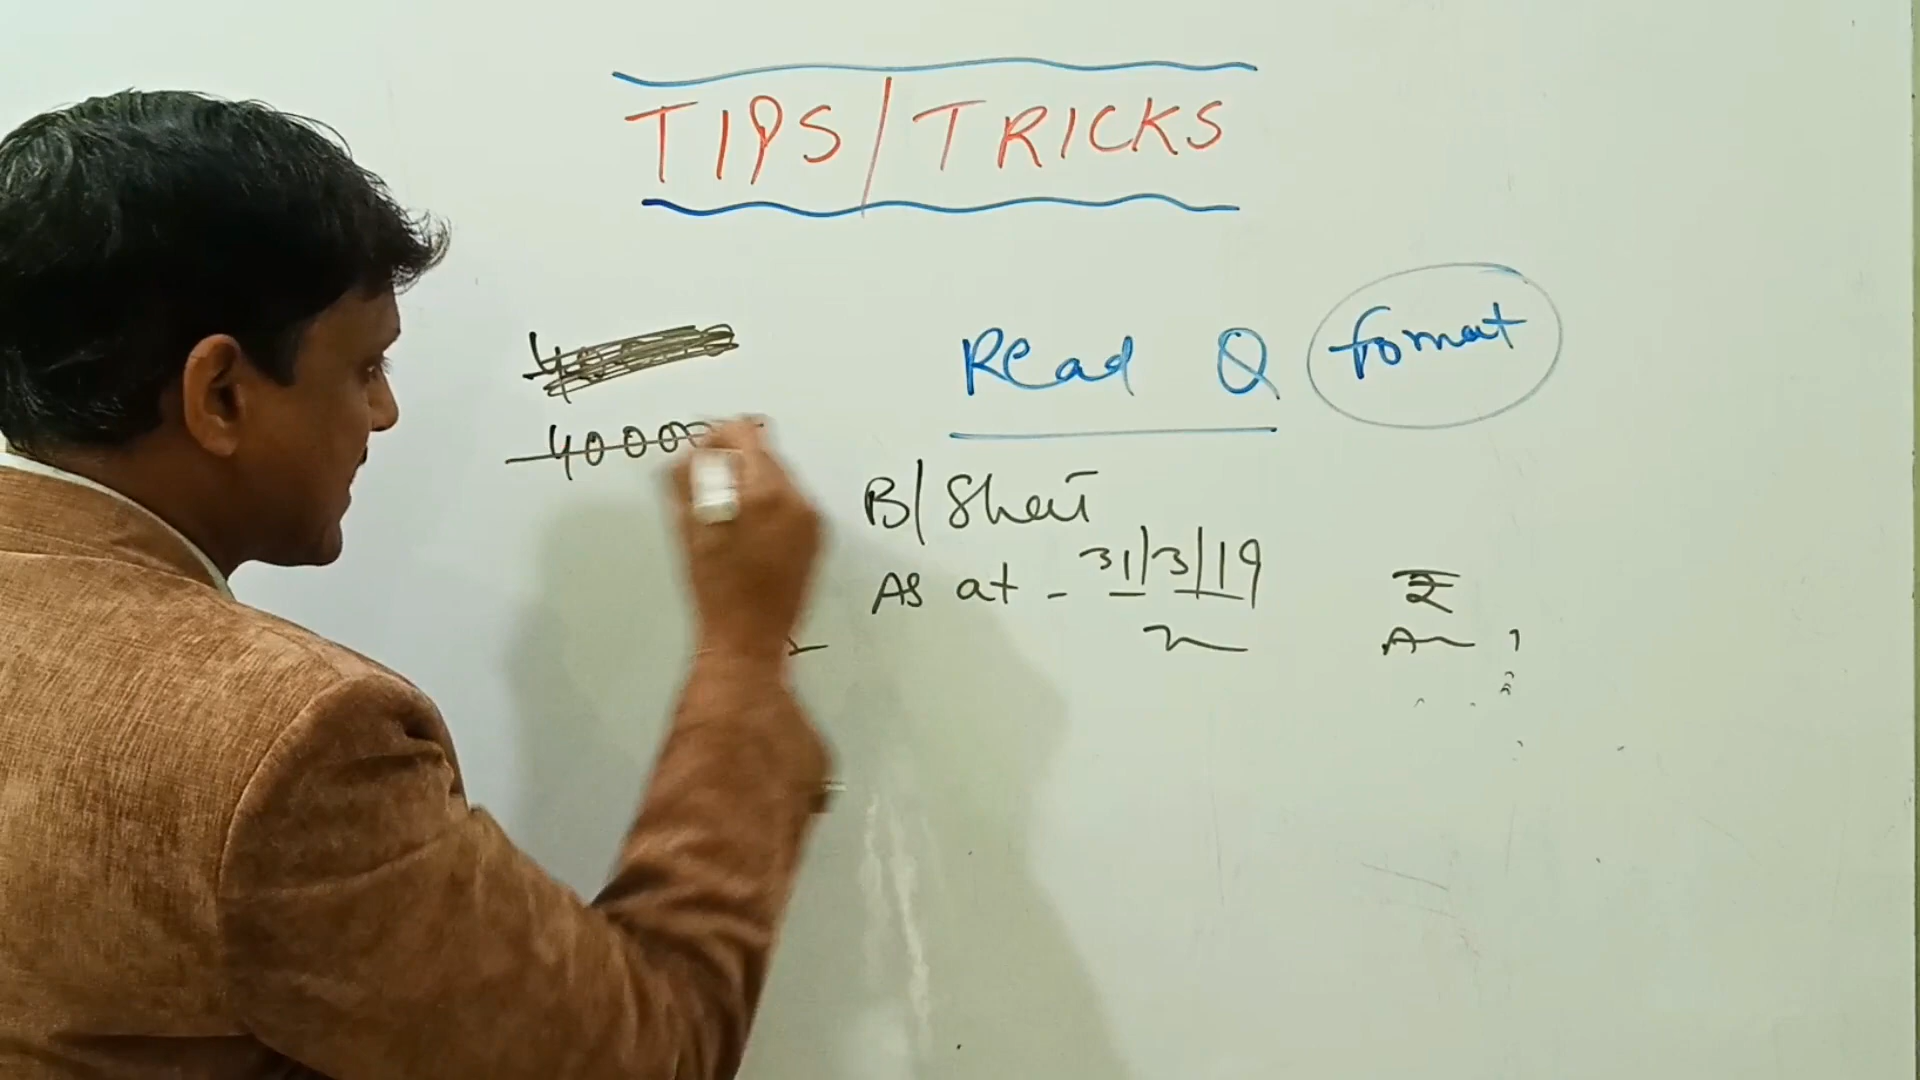 TIPS/TRICKS
Read Q format
40000
B/Sheet
As at - 31/3/19
₹